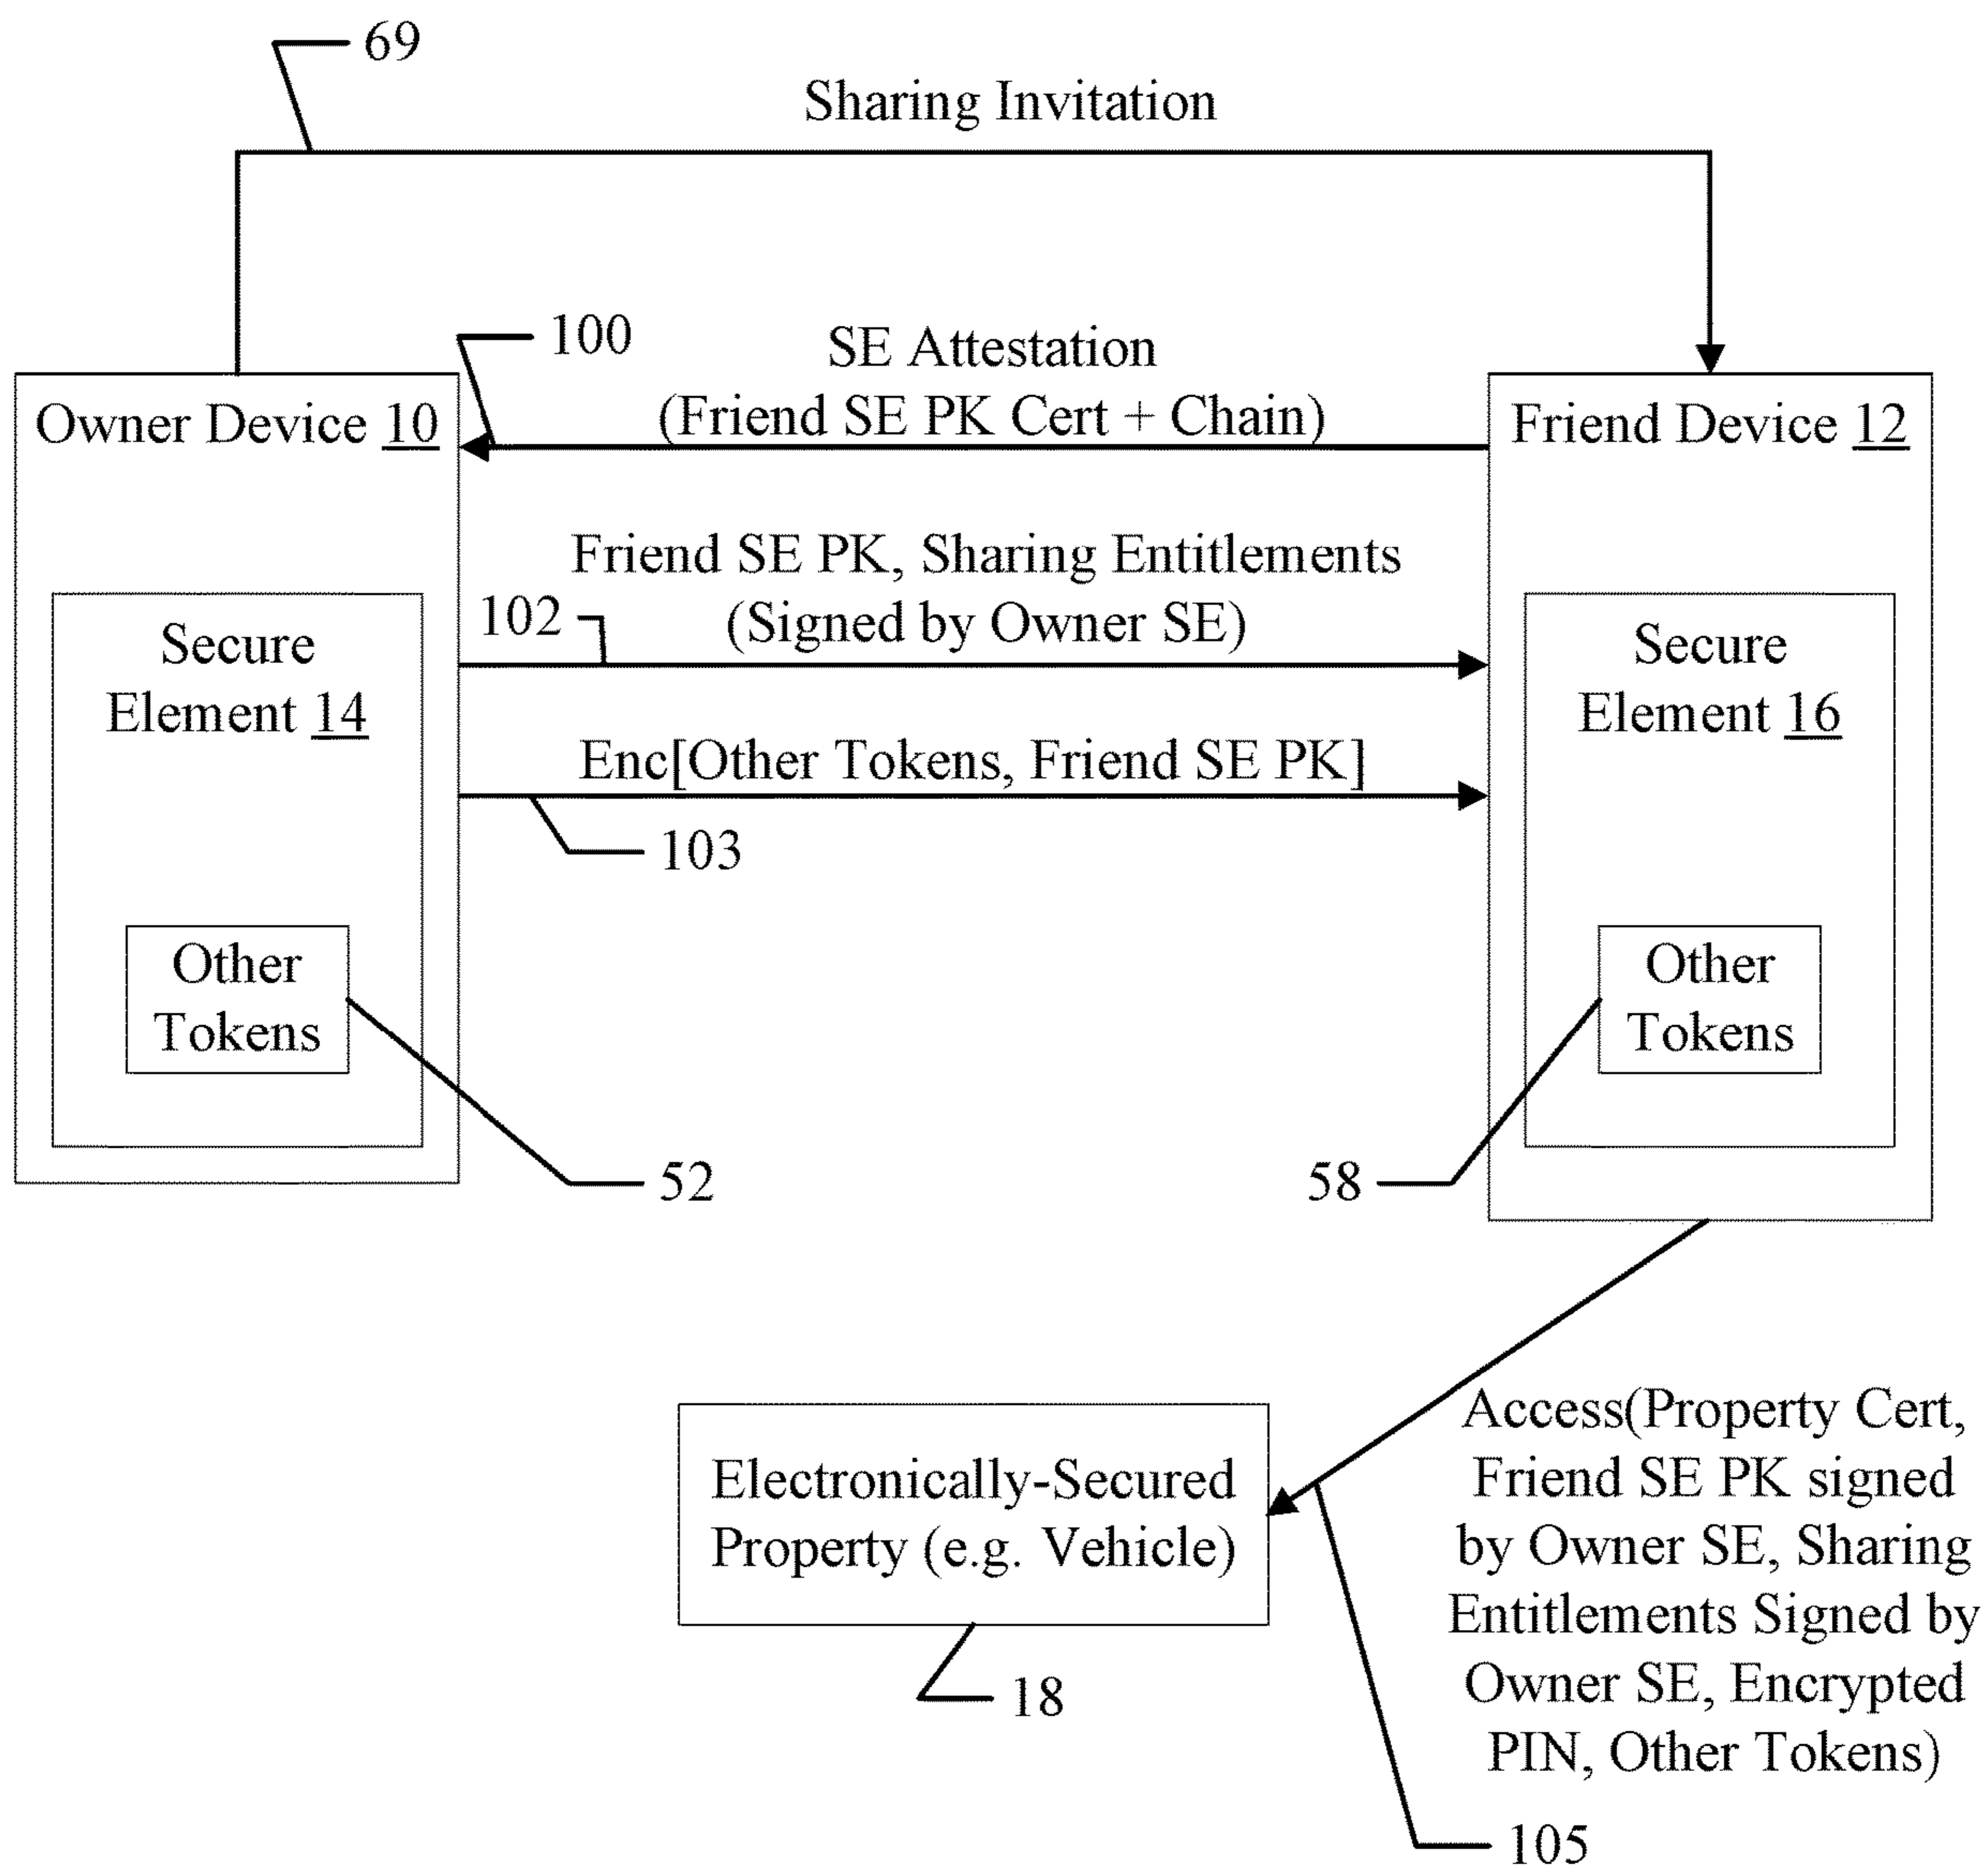 69
Sharing Invitation
100
SE Attestation
(Friend SE PK Cert + Chain)
Owner Device 10
Friend Device 12
Friend SE PK, Sharing Entitlements
(Signed by Owner SE)
102
Secure
Element 14
Secure
Element 16
Enc[Other Tokens, Friend SE PK]
103
Other
Tokens
Other
Tokens
52
58
Electronically-Secured
Property (e.g. Vehicle)
18
Access(Property Cert,
Friend SE PK signed
by Owner SE, Sharing
Entitlements Signed by
Owner SE, Encrypted
PIN, Other Tokens)
105